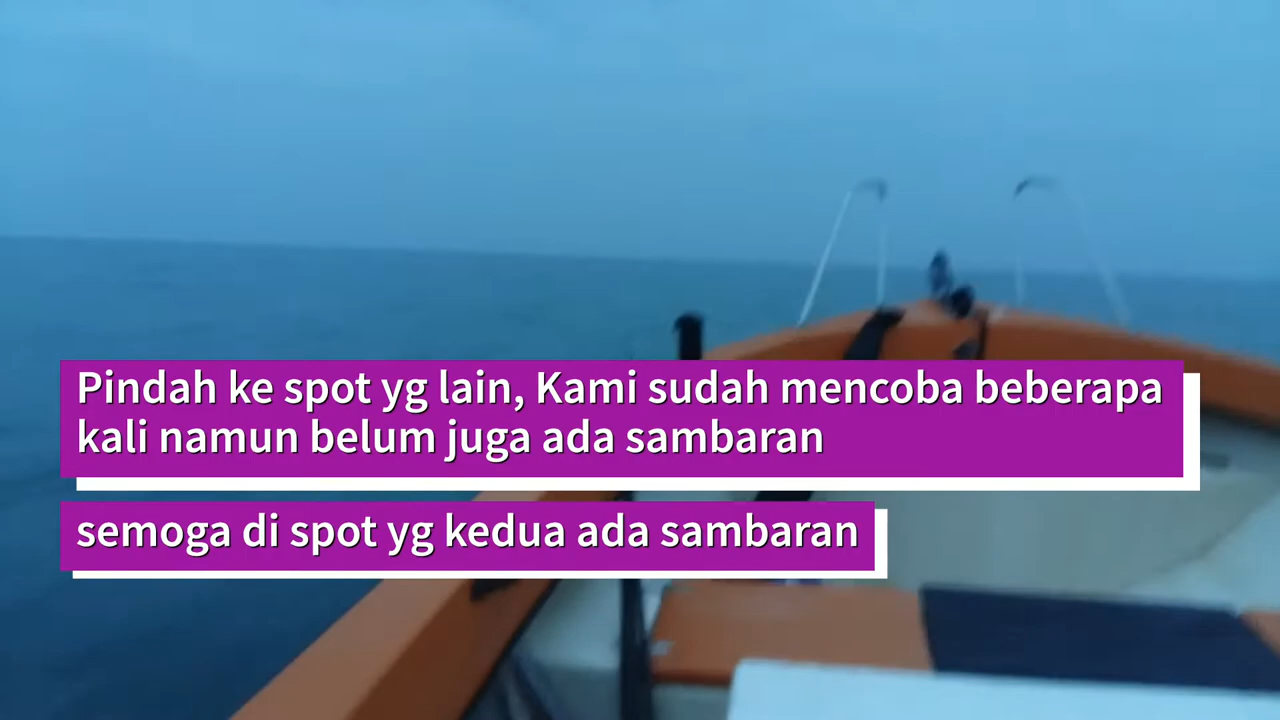 Pindah ke spot yg lain, Kami sudah mencoba beberapa
kali namun belum juga ada sambaran
semoga di spot yg kedua ada sambaran